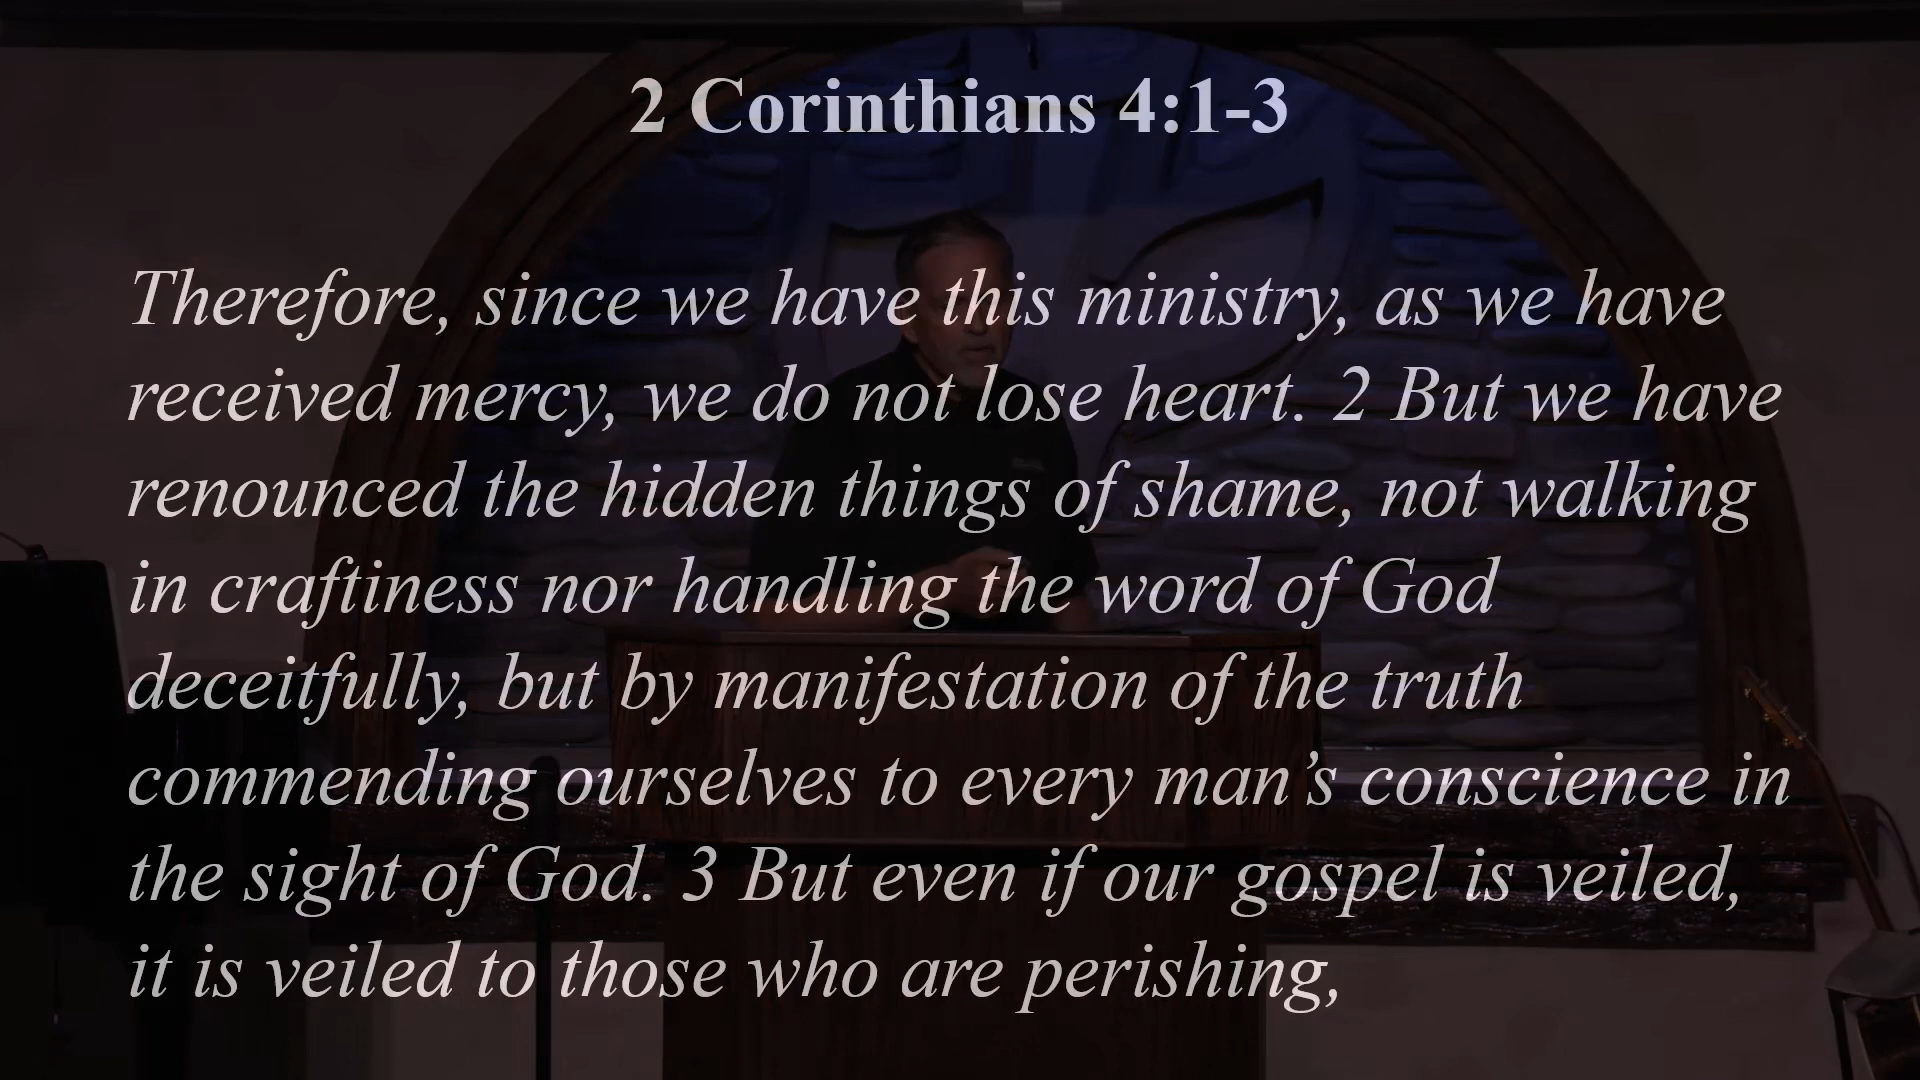 2 Corinthians 4:1-3
Therefore, since we have this ministry, as we have
received mercy, we do not lose heart. 2 But we have
renounced the hidden things of shame, not walking
in craftiness nor handling the word of God
deceitfully, but by manifestation of the truth
commending ourselves to every man’s conscience in
the sight of God. 3 But even if our gospel is veiled,
it is veiled to those who are perishing,